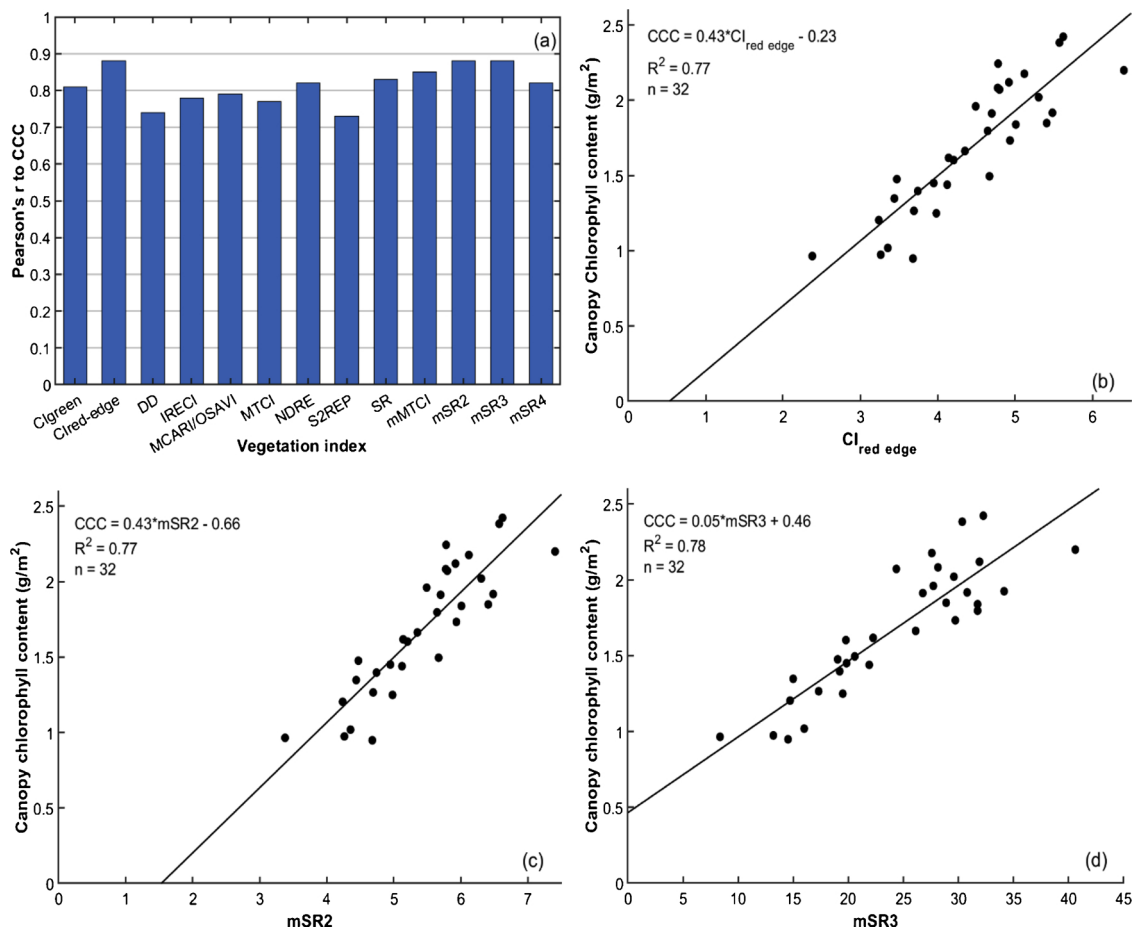 (a)
Pearson's r to CCC
1
0.9
0.8
0.7
0.6
0.5
0.4
0.3
0.2
0.1
0
CIgreen
CIred-edge
DD
IRECI
MCARI/OSAVI
MTCI
NDRE
S2REP
SR
mMTCI
mSR2
mSR3
mSR4
Vegetation index
CCC = 0.43*CI red edge - 0.23
R² = 0.77
n = 32
Canopy Chlorophyll content (g/m²)
2.5
2
1.5
1
0.5
0
(b)
0 1 2 3 4 5 6
CI red edge
CCC = 0.43*mSR2 - 0.66
R² = 0.77
n = 32
Canopy chlorophyll content (g/m²)
2.5
2
1.5
1
0.5
0
(c)
0 1 2 3 4 5 6 7
mSR2
CCC = 0.05*mSR3 + 0.46
R² = 0.78
n = 32
Canopy chlorophyll content (g/m²)
2.5
2
1.5
1
0.5
0
(d)
0 5 10 15 20 25 30 35 40 45
mSR3